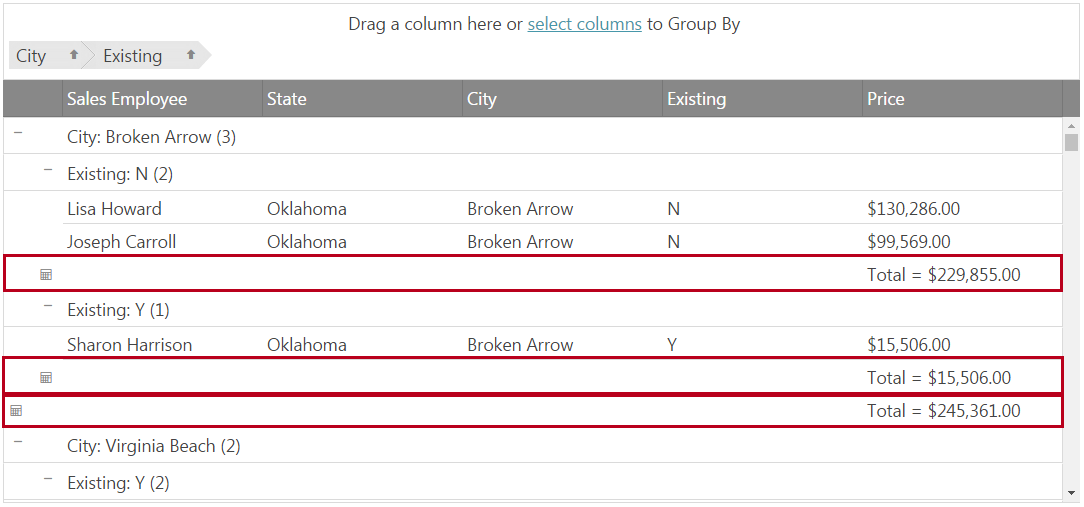 Drag a column here or select columns to Group By
City Existing
Sales Employee State City Existing Price
City: Broken Arrow (3)
Existing: N (2)
Lisa Howard Oklahoma Broken Arrow N $130,286.00
Joseph Carroll Oklahoma Broken Arrow N $99,569.00
Total = $229,855.00
Existing: Y (1)
Sharon Harrison Oklahoma Broken Arrow Y $15,506.00
Total = $15,506.00
Total = $245,361.00
City: Virginia Beach (2)
Existing: Y (2)